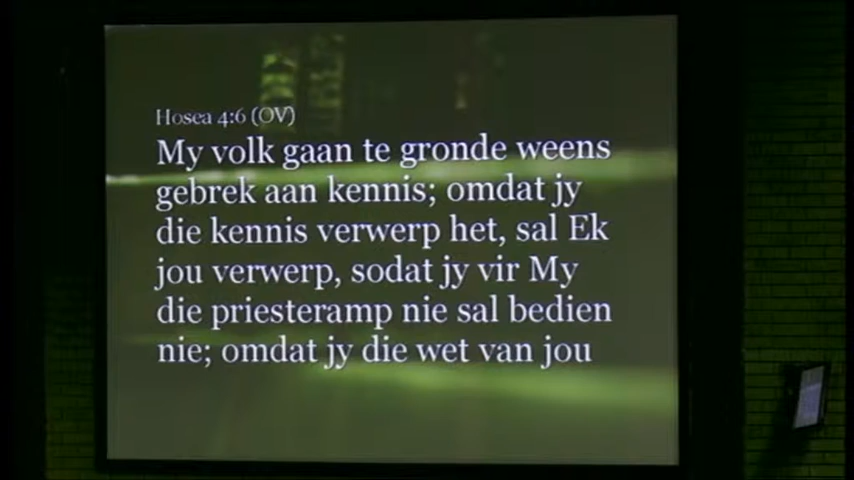 Hosea 4:6 (OV)
My volk gaan te gronde weens
gebrek aan kennis; omdat jy
die kennis verwerp het, sal Ek
jou verwerp, sodat jy vir My
die priesteramp nie sal bedien
nie; omdat jy die wet van jou